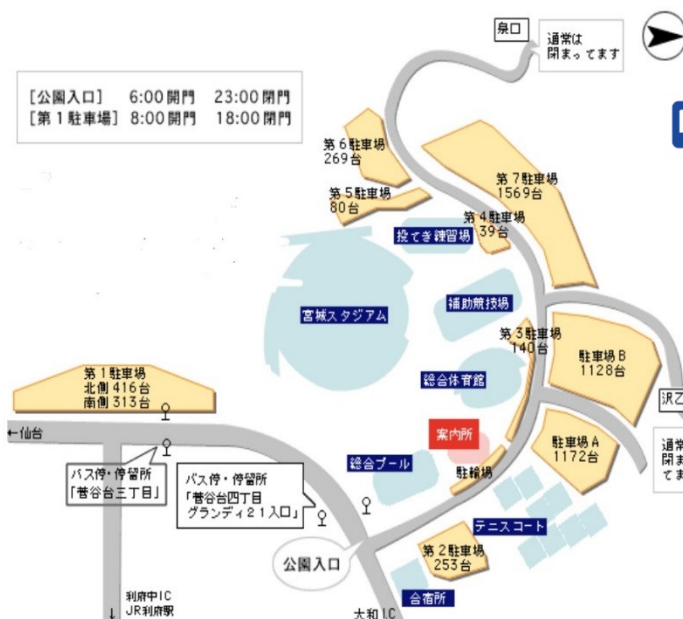 泉口
通常は
閉まってます
[公園入口] 6:00 開門 23:00 閉門
[第1駐車場] 8:00 開門 18:00 閉門
第6駐車場
269台
第7駐車場
1569台
第5駐車場
80台
第4駐車場
39台
投てき練習場
宮城スタジアム
補助競技場
第3駐車場
140台
駐車場B
1128台
総合体育館
第1駐車場
北側 416台
南側 313台
沢乙
←仙台
案内所
駐車場A
1172台
通常
閉ま
てま
総合プール
駐輪場
バス停・停留所
「菅谷台三丁目」
バス停・停留所
「菅谷台四丁目
グランディ21入口」
テニスコート
公園入口
第2駐車場
253台
合宿所
利府中IC
↓ JR利府駅
大和I.C